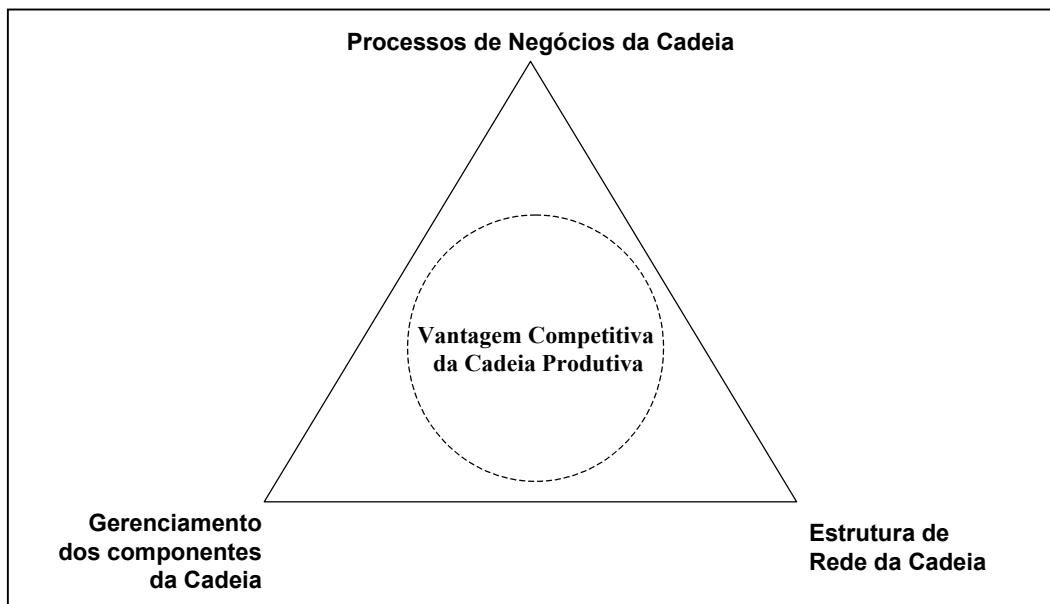 Processos de Negócios da Cadeia
Vantagem Competitiva
da Cadeia Produtiva
Gerenciamento
dos componentes
da Cadeia
Estrutura de
Rede da Cadeia